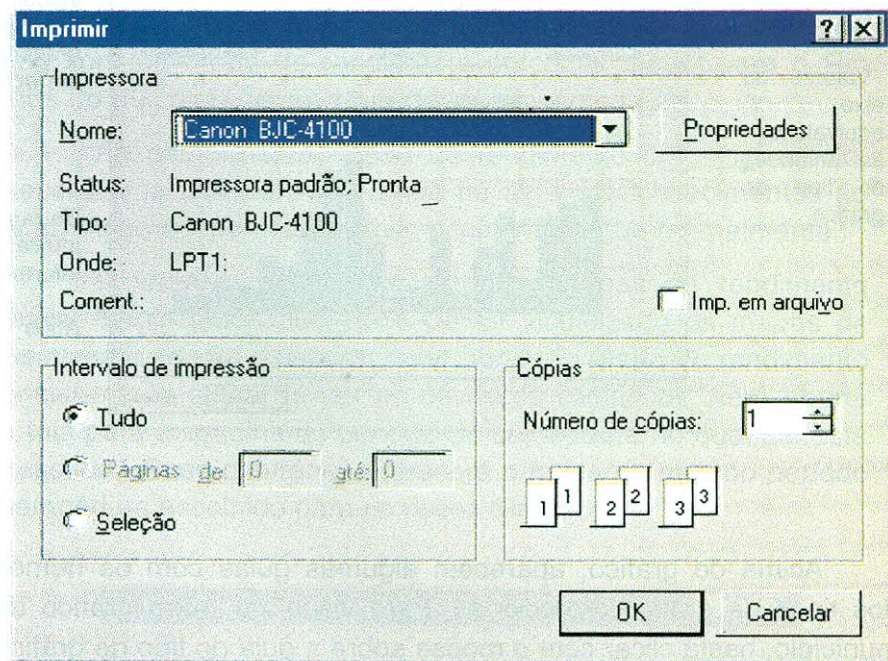 Imprimir
Impressora
Nome: Canon BJC-4100 Propriedades
Status: Impressora padrão; Pronta
Tipo: Canon BJC-4100
Onde: LPT1:
Coment.: Imp. em arquivo
Intervalo de impressão
Tudo
Páginas de: 0 até: 0
Seleção
Cópias
Número de cópias: 1
1 1 2 2 3 3
OK Cancelar